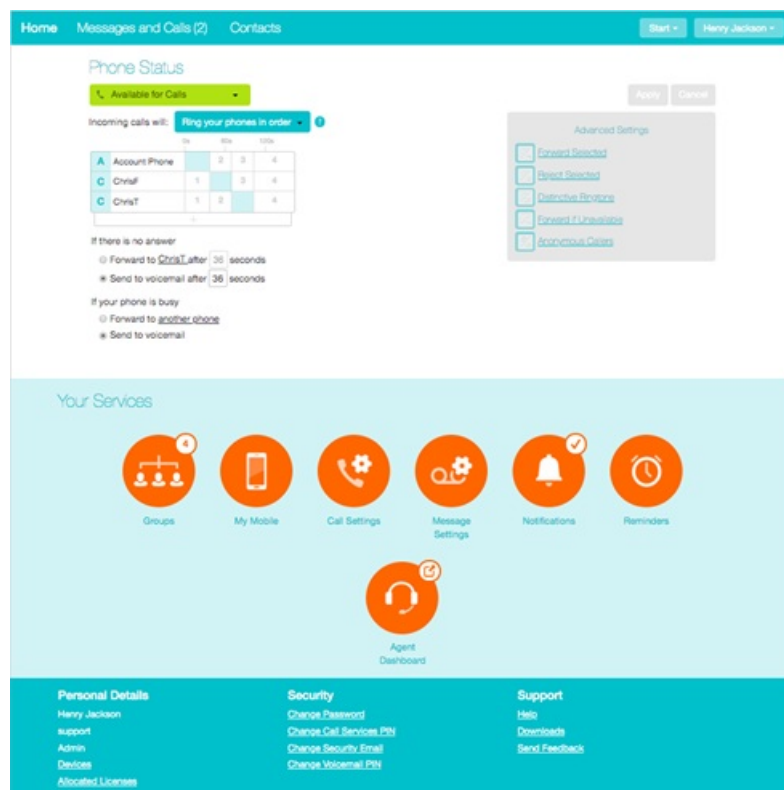 Home Messages and Calls (2) Contacts Start Henry Jackson
Phone Status
Available for Calls
Apply Cancel
Incoming calls will: Ring your phones in order
Advanced Settings
0s 60s 120s
A Account Phone 2 3 4
C ChrisF 1 3 4
C ChrisT 1 2 4
Forward Selected
Reject Selected
Distinctive Ringtone
Forward if Unavailable
Anonymous Callers
If there is no answer
Forward to ChrisT after 36 seconds
Send to voicemail after 36 seconds
If your phone is busy
Forward to another phone
Send to voicemail
Your Services
4
Groups My Mobile Call Settings Message Settings Notifications Reminders
Agent
Dashboard
Personal Details Security Support
Henry Jackson Change Password Help
support Change Call Services PIN Downloads
Admin Change Security Email Send Feedback
Devices Change Voicemail PIN
Allocated Licenses